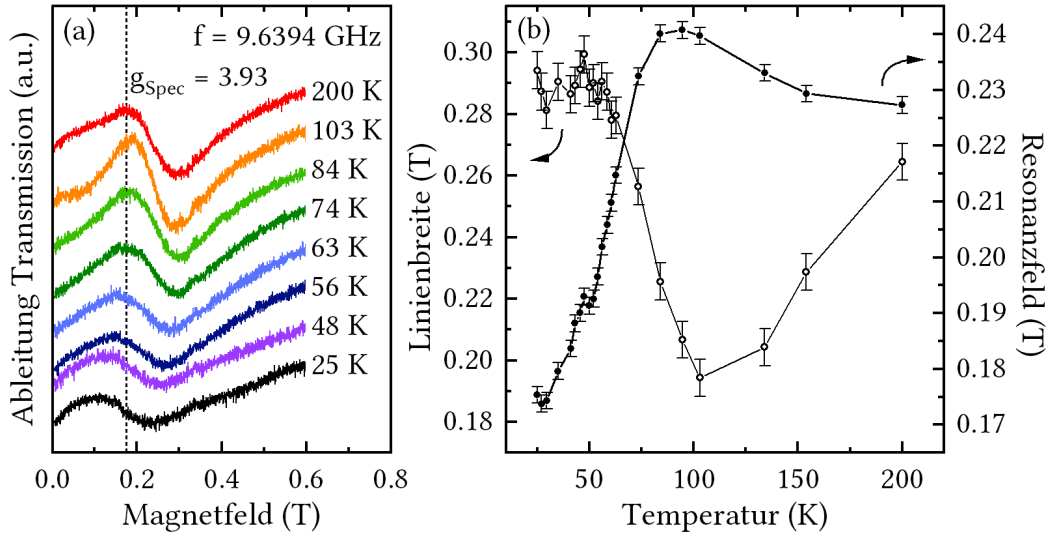 (a)
f = 9.6394 GHz
g_Spec = 3.93
200 K
103 K
84 K
74 K
63 K
56 K
48 K
25 K
Ableitung Transmission (a.u.)
0.0 0.2 0.4 0.6 0.8
Magnetfeld (T)
(b)
0.30
0.28
0.26
0.24
0.22
0.20
0.18
Linienbreite (T)
0.24
0.23
0.22
0.21
0.20
0.19
0.18
0.17
Resonanzfeld (T)
50 75 100 125 150 175 200
Temperatur (K)